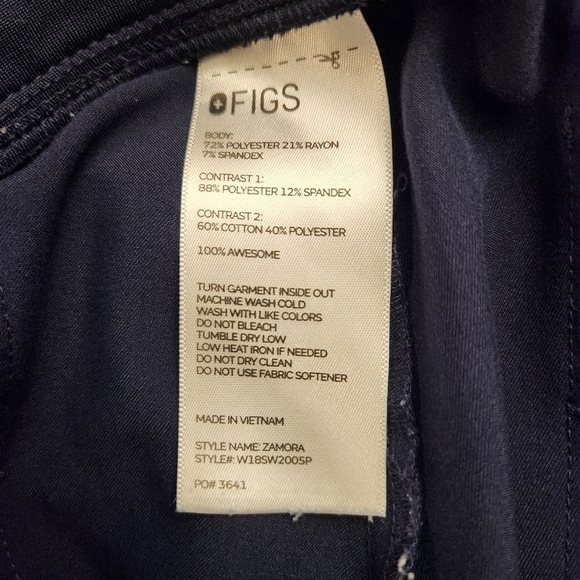 FIGS
BODY:
72% POLYESTER 21% RAYON
7% SPANDEX
CONTRAST 1:
88% POLYESTER 12% SPANDEX
CONTRAST 2:
60% COTTON 40% POLYESTER
100% AWESOME
TURN GARMENT INSIDE OUT
MACHINE WASH COLD
WASH WITH LIKE COLORS
DO NOT BLEACH
TUMBLE DRY LOW
LOW HEAT IRON IF NEEDED
DO NOT DRY CLEAN
DO NOT USE FABRIC SOFTENER
MADE IN VIETNAM
STYLE NAME: ZAMORA
STYLE#: W18SW2005P
PO# 3641